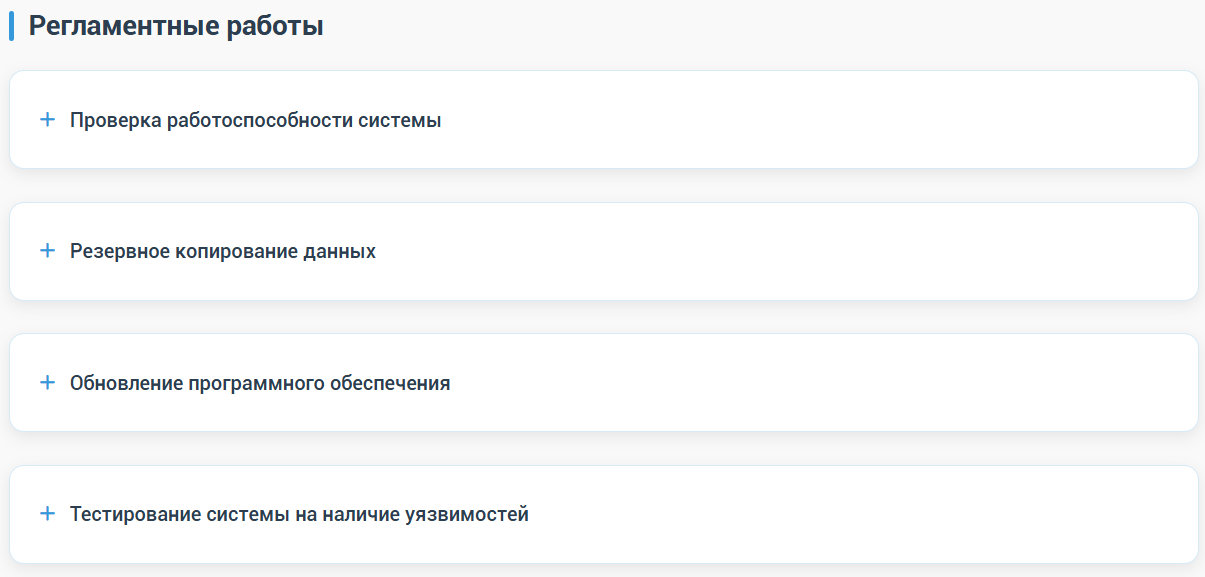 Регламентные работы
+ Проверка работоспособности системы
+ Резервное копирование данных
+ Обновление программного обеспечения
+ Тестирование системы на наличие уязвимостей